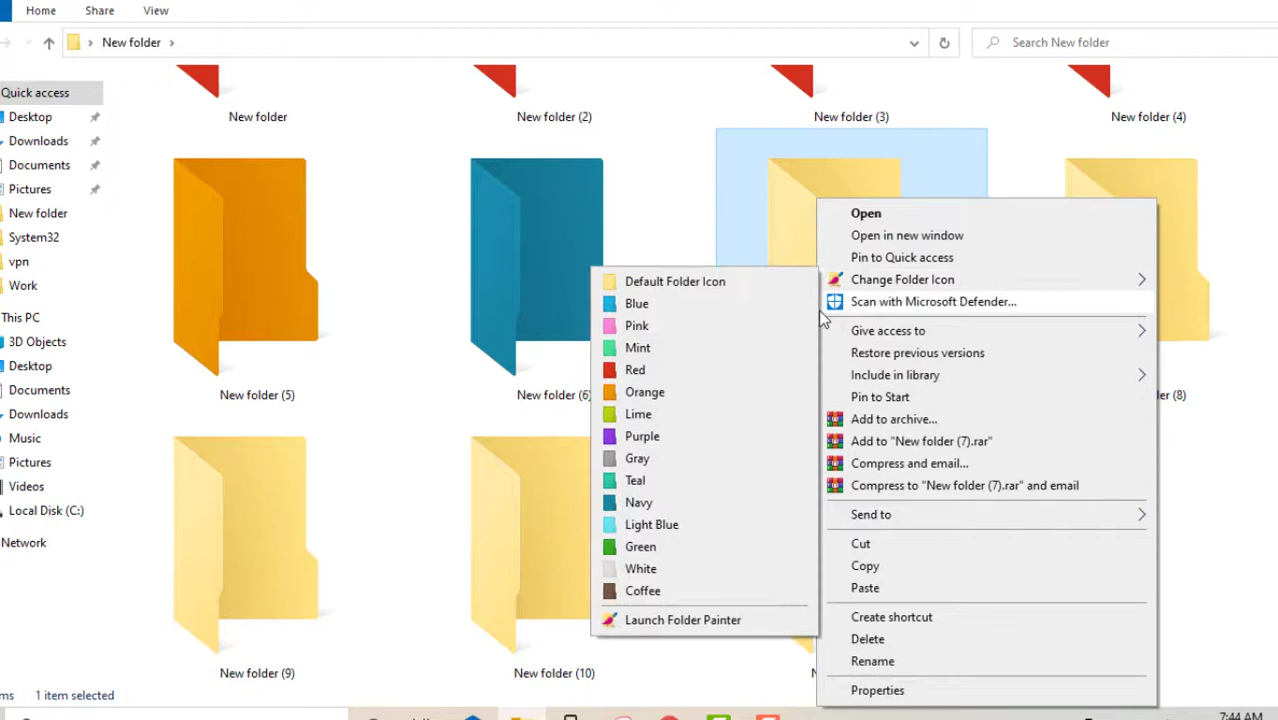 Home Share View
New folder
Search New folder
Quick access
Desktop
Downloads
Documents
Pictures
New folder
System32
vpn
Work
This PC
3D Objects
Desktop
Documents
Downloads
Music
Pictures
Videos
Local Disk (C:)
Network
New folder
New folder (2)
New folder (3)
New folder (4)
New folder (5)
New folder (6)
(8)
New folder (9)
New folder (10)
Default Folder Icon
Blue
Pink
Mint
Red
Orange
Lime
Purple
Gray
Teal
Navy
Light Blue
Green
White
Coffee
Launch Folder Painter
Open
Open in new window
Pin to Quick access
Change Folder Icon
Scan with Microsoft Defender...
Give access to
Restore previous versions
Include in library
Pin to Start
Add to archive...
Add to "New folder (7).rar"
Compress and email...
Compress to "New folder (7).rar" and email
Send to
Cut
Copy
Paste
Create shortcut
Delete
Rename
Properties
1 item selected
7:44 AM